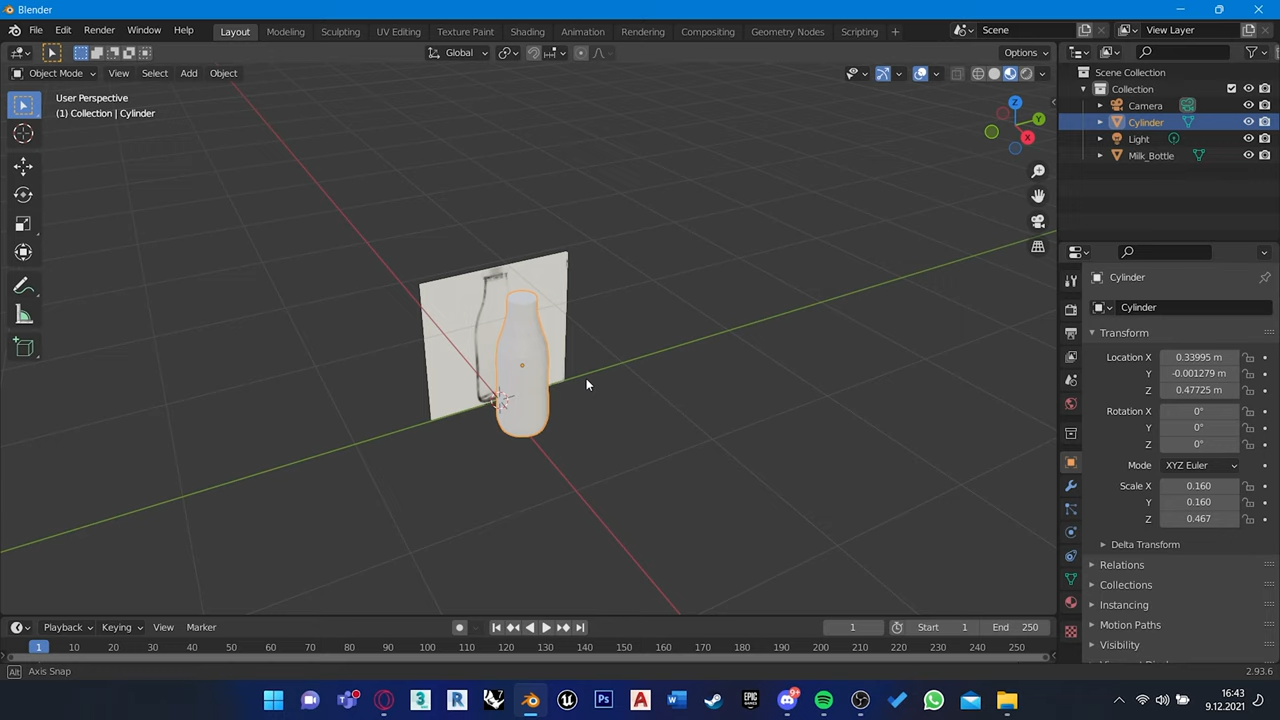 Blender
File Edit Render Window Help
Layout Modeling Sculpting UV Editing Texture Paint Shading Animation Rendering Compositing Geometry Nodes Scripting +
Scene
View Layer
Global
Options
Object Mode View Select Add Object
User Perspective
(1) Collection | Cylinder
Z
Y
X
Scene Collection
Collection
Camera
Cylinder
Light
Milk_Bottle
Cylinder
Cylinder
Transform
Location X 0.33995 m
Y -0.001279 m
Z 0.47725 m
Rotation X 0°
Y 0°
Z 0°
Mode XYZ Euler
Scale X 0.160
Y 0.160
Z 0.467
Delta Transform
Relations
Collections
Instancing
Motion Paths
Visibility
Playback Keying View Marker
1 Start 1 End 250
1 10 20 30 40 50 60 70 80 90 100 110 120 130 140 150 160 170 180 190 200 210 220 230 240 250
Alt Axis Snap
2.93.6
16:43
9.12.2021